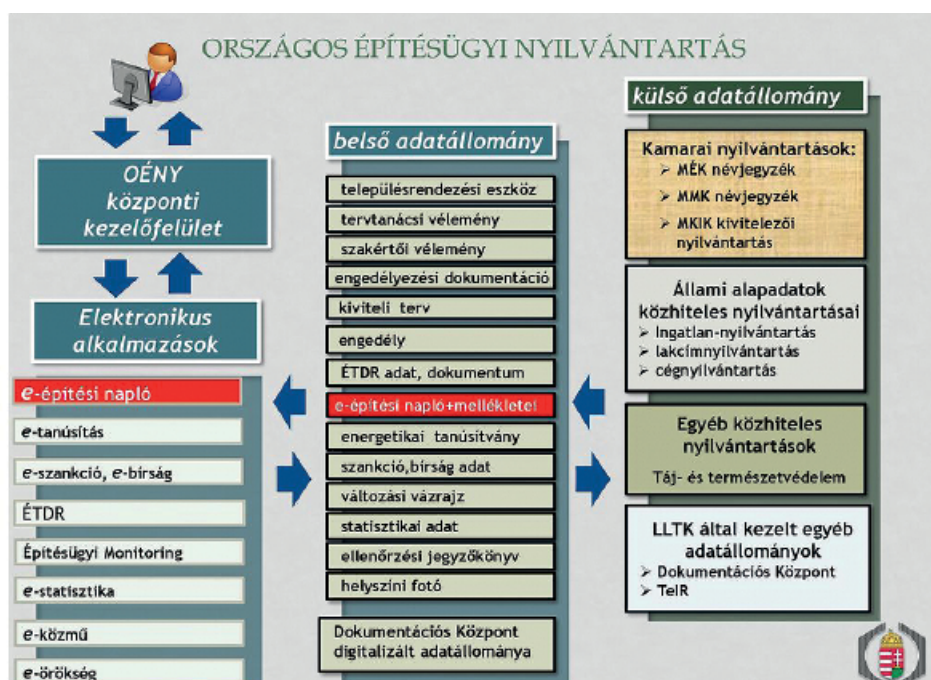 ORSZÁGOS ÉPÍTÉSÜGYI NYILVÁNTARTÁS
OÉNY
központi
kezelőfelület
Elektronikus
alkalmazások
e-építési napló
e-tanúsítás
e-szankció, e-bírság
ÉTDR
Építésügyi Monitoring
e-statisztika
e-közmű
e-örökség
belső adatállomány
településrendezési eszköz
tervtanácsi vélemény
szakértői vélemény
engedélyezési dokumentáció
kiviteli terv
engedély
ÉTDR adat, dokumentum
e-építési napló+mellékletei
energetikai tanúsítvány
szankció,bírság adat
változási vázrajz
statisztikai adat
ellenőrzési jegyzőkönyv
helyszíni fotó
Dokumentációs Központ
digitalizált adatállománya
külső adatállomány
Kamarai nyilvántartások:
➢ MÉK névjegyzék
➢ MMK névjegyzék
➢ MKIK kivitelezői
nyilvántartás
Állami alapadatok
közhiteles nyilvántartásai
➢ Ingatlan-nyilvántartás
➢ lakcímnyilvántartás
➢ cégnyilvántartás
Egyéb közhiteles
nyilvántartások
Táj- és természetvédelem
LLTK által kezelt egyéb
adatállományok
➢ Dokumentációs Központ
➢ TeIR